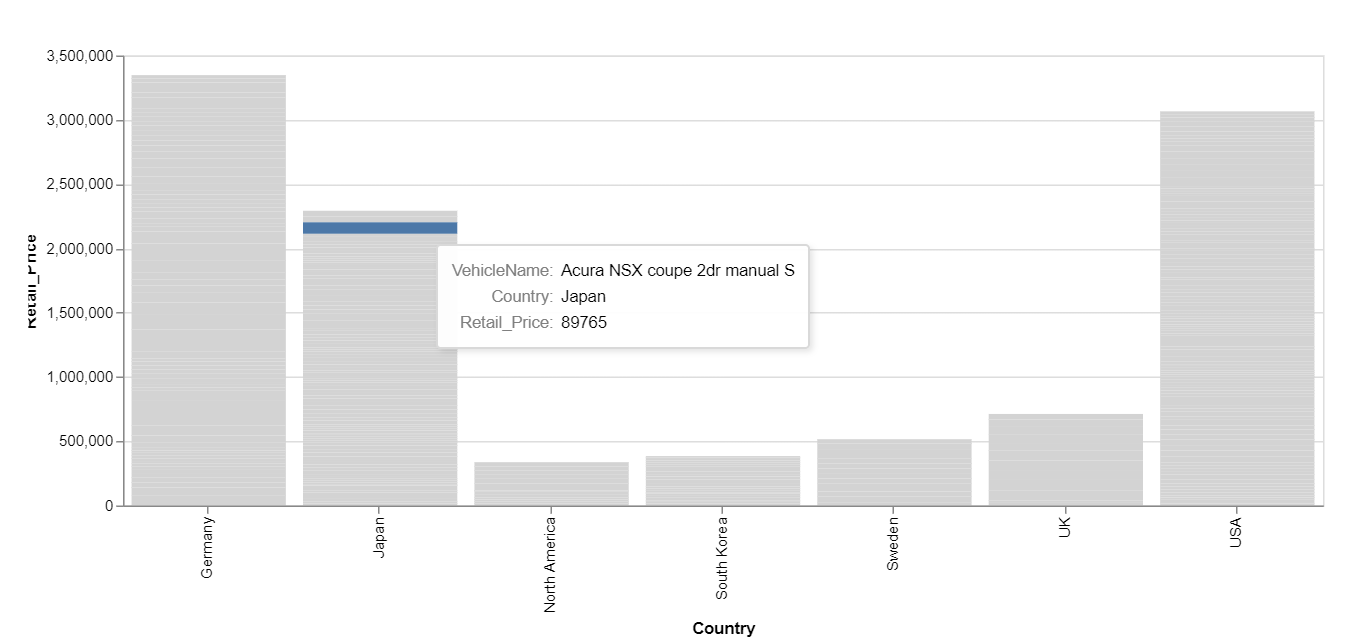 3,500,000
3,000,000
2,500,000
2,000,000
1,500,000
1,000,000
500,000
0
Retail_Price
VehicleName: Acura NSX coupe 2dr manual S
Country: Japan
Retail_Price: 89765
Germany
Japan
North America
South Korea
Sweden
UK
USA
Country